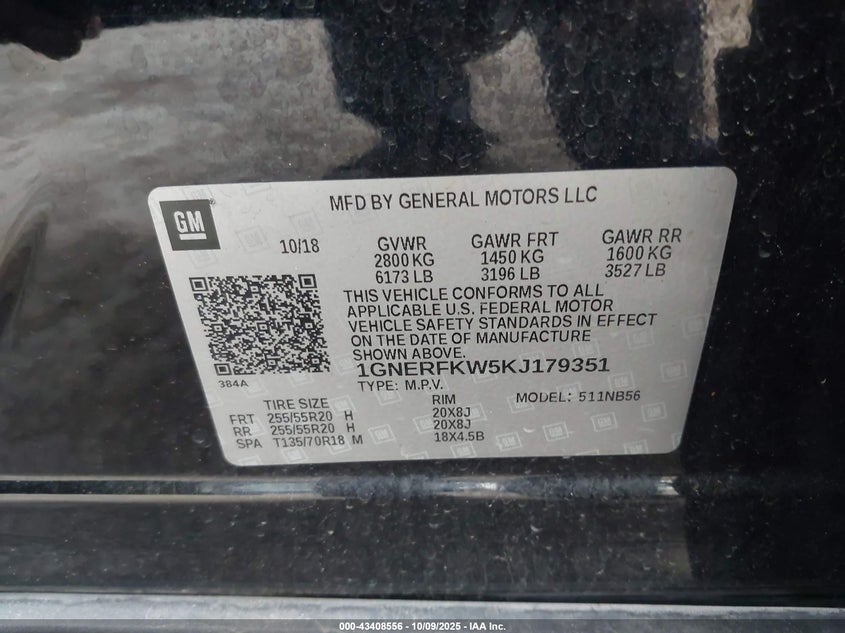 GM
MFD BY GENERAL MOTORS LLC
10/18 GVWR GAWR FRT GAWR RR
2800 KG 1450 KG 1600 KG
6173 LB 3196 LB 3527 LB
THIS VEHICLE CONFORMS TO ALL
APPLICABLE U.S. FEDERAL MOTOR
VEHICLE SAFETY STANDARDS IN EFFECT
ON THE DATE OF MANUFACTURE
SHOWN ABOVE.
384A
1GNERFKW5KJ179351
TYPE: M.P.V. MODEL: 511NB56
TIRE SIZE RIM
FRT 255/55R20 H 20X8J
RR 255/55R20 H 20X8J
SPA T135/70R18 M 18X4.5B
000-43408556 | 10/09/2025 - IAA Inc.